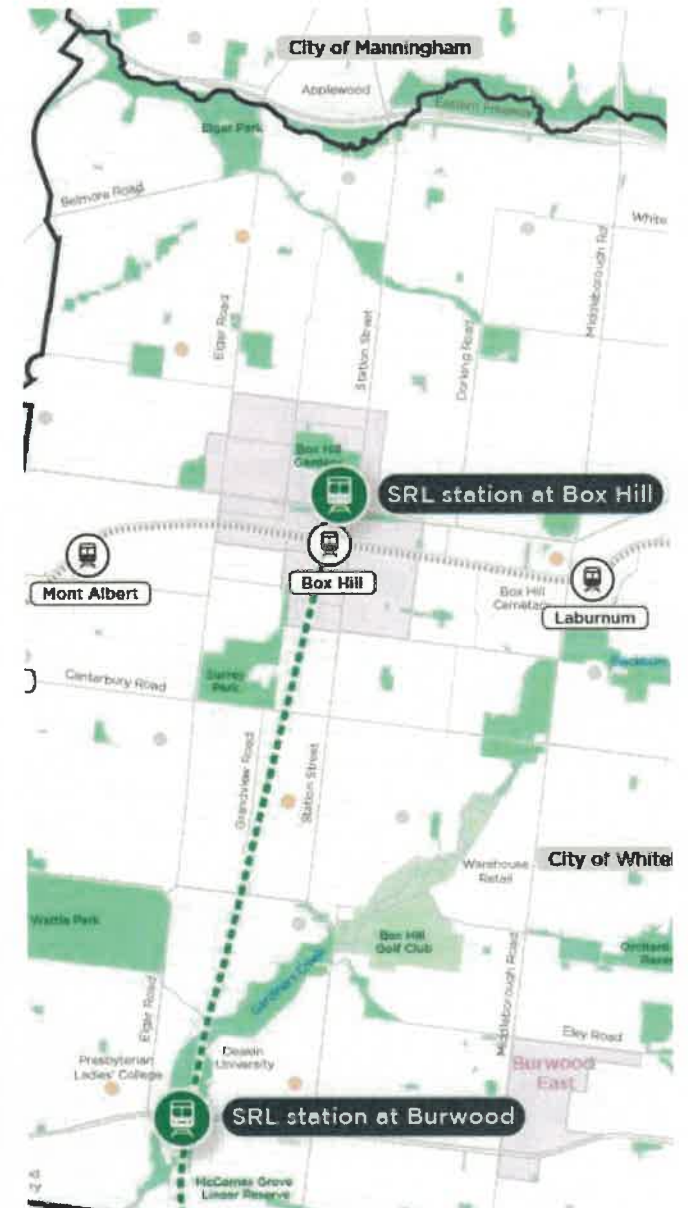 City of Manningham
Applewood
Eastern Freeway
Elgar Park
Belmore Road
White
Middleborough Rd
Elgar Road
Station Street
Dorking Road
Box Hill
Gardens
SRL station at Box Hill
Mont Albert
Box Hill
Box Hill
Cemetery
Laburnum
Canterbury Road
Surrey
Park
Grandview Road
Station Street
Warehouse
Retail
City of White
Wattle Park
Box Hill
Golf Club
Orchard
Reser
Gardiners Creek
Middleborough Road
Elgar Road
Eley Road
Presbyterian
Ladies' College
Deakin
University
Burwood
East
SRL station at Burwood
McComas Grove
Linear Reserve